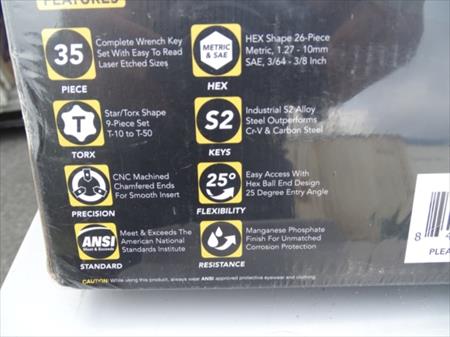 FEATURES
35
PIECE
Complete Wrench Key
Set With Easy To Read
Laser Etched Sizes
METRIC
& SAE
HEX
HEX Shape 26-Piece
Metric, 1.27 - 10mm
SAE, 3/64 - 3/8 Inch
T
TORX
Star/Torx Shape
9-Piece Set
T-10 to T-50
S2
KEYS
Industrial S2 Alloy
Steel Outperforms
Cr-V & Carbon Steel
PRECISION
CNC Machined
Chamfered Ends
For Smooth Insert
25°
FLEXIBILITY
Easy Access With
Hex Ball End Design
25 Degree Entry Angle
ANSI
Meet & Exceeds
STANDARD
Meet & Exceeds The
American National
Standards Institute
RESISTANCE
Manganese Phosphate
Finish For Unmatched
Corrosion Protection
8
PLEA
CAUTION: While using this product, always wear ANSI approved protective eyewear and clothing.